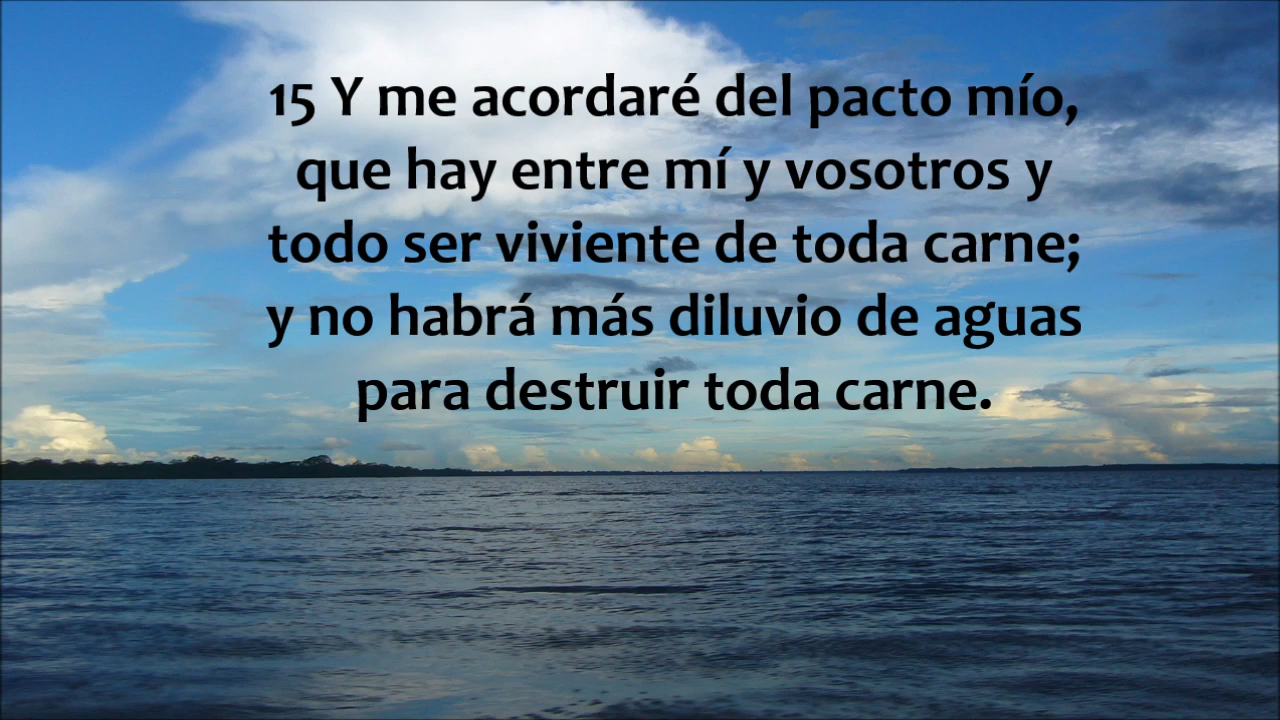 15 Y me acordaré del pacto mío,
que hay entre mí y vosotros y
todo ser viviente de toda carne;
y no habrá más diluvio de aguas
para destruir toda carne.